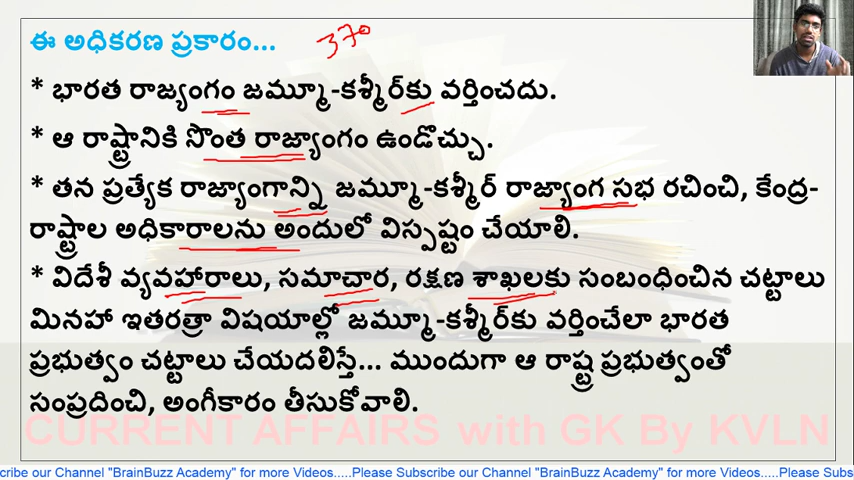 ఈ అధికరణ ప్రకారం... 370
* భారత రాజ్యంగం జమ్మూ-కశ్మీర్‌కు వర్తించదు.
* ఆ రాష్ట్రానికి సొంత రాజ్యాంగం ఉండొచ్చు.
* తన ప్రత్యేక రాజ్యాంగాన్ని జమ్మూ-కశ్మీర్ రాజ్యాంగ సభ రచించి, కేంద్ర-
రాష్ట్రాల అధికారాలను అందులో విస్పష్టం చేయాలి.
* విదేశీ వ్యవహారాలు, సమాచార, రక్షణ శాఖలకు సంబంధించిన చట్టాలు
మినహా ఇతరత్రా విషయాల్లో జమ్మూ-కశ్మీర్‌కు వర్తించేలా భారత
ప్రభుత్వం చట్టాలు చేయదలిస్తే... ముందుగా ఆ రాష్ట్ర ప్రభుత్వంతో
సంప్రదించి, అంగీకారం తీసుకోవాలి.
CURRENT AFFAIRS with GK By KVLN
cribe our Channel "BrainBuzz Academy" for more Videos.....Please Subscribe our Channel "BrainBuzz Academy" for more Videos.....Please Subs